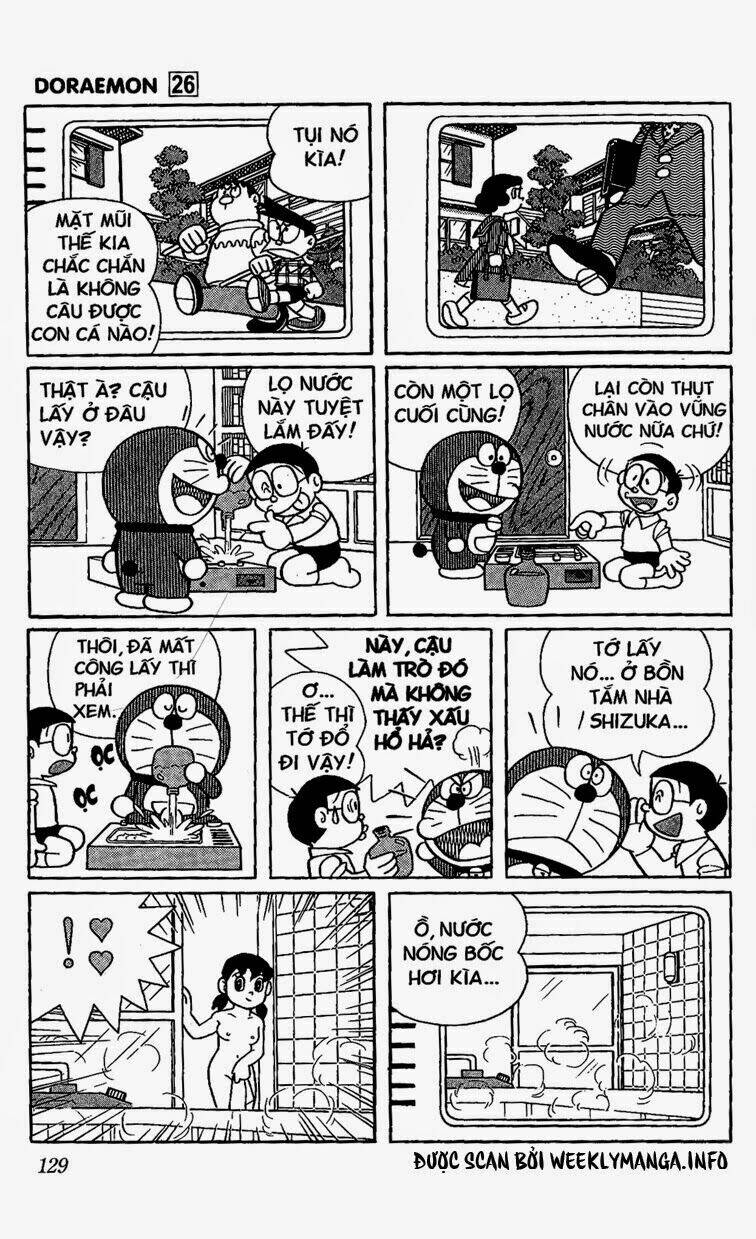 DORAEMON 26
TỤI NÓ
KÌA!
MẶT MŨI
THẾ KIA
CHẮC CHẮN
LÀ KHÔNG
CÂU ĐƯỢC
CON CÁ NÀO!
THẬT À? CẬU
LẤY Ở ĐÂU
VẬY?
LỌ NƯỚC
NÀY TUYỆT
LẮM ĐẤY!
CÒN MỘT LỌ
CUỐI CÙNG!
LẠI CÒN THỤT
CHÂN VÀO VŨNG
NƯỚC NỮA CHỨ!
THÔI, ĐÃ MẤT
CÔNG LẤY THÌ
PHẢI
XEM.
ỌC
ỌC
Ơ...
THẾ THÌ
TỚ ĐỔ
ĐI VẬY!
NÀY, CẬU
LÀM TRÒ ĐÓ
MÀ KHÔNG
THẤY XẤU
HỔ HẢ?
TỚ LẤY
NÓ... Ở BỒN
TẮM NHÀ
SHIZUKA...
!
Ồ, NƯỚC
NÓNG BỐC
HƠI KÌA...
129
ĐƯỢC SCAN BỞI WEEKLYMANGA.INFO